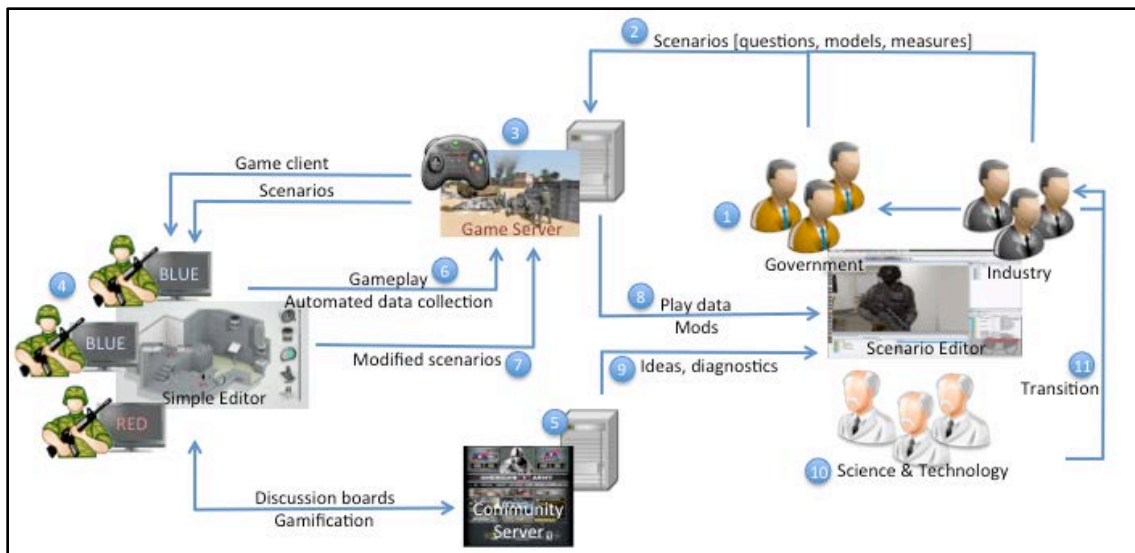 2 Scenarios [questions, models, measures]
3
Game client
Scenarios
Game Server
1
Government
Industry
4
BLUE
BLUE
RED
Simple Editor
Gameplay 6
Automated data collection
Modified scenarios 7
8 Play data
Mods
9 Ideas, diagnostics
Scenario Editor
11
Transition
5
AMERICA'S ARMY
Community
Server
Discussion boards
Gamification
10 Science & Technology